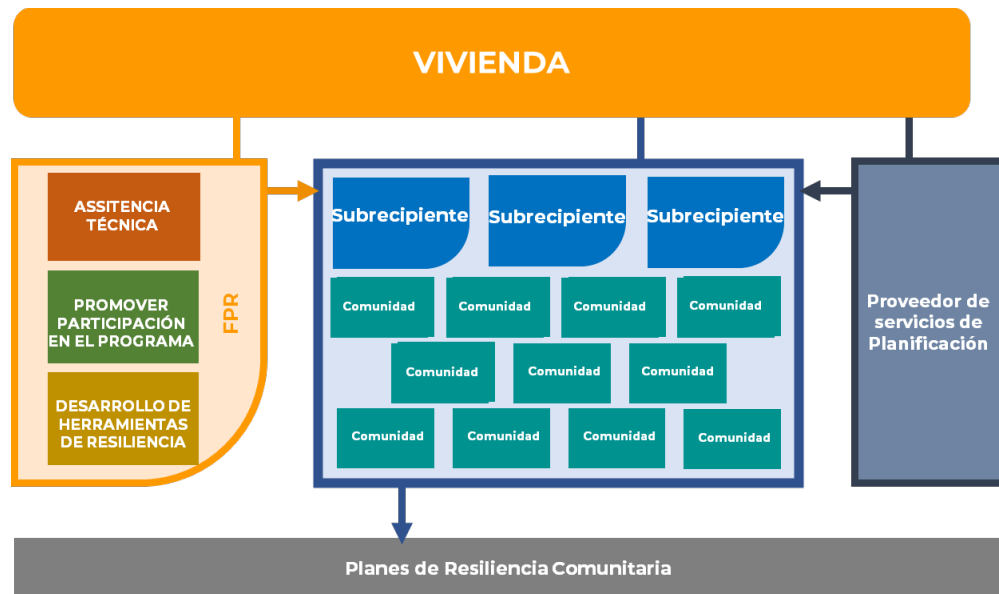 VIVIENDA
ASSITENCIA
TÉCNICA
PROMOVER
PARTICIPACIÓN
EN EL PROGRAMA
DESARROLLO DE
HERRAMIENTAS
DE RESILIENCIA
FPR
Subrecipiente
Subrecipiente
Subrecipiente
Comunidad
Comunidad
Comunidad
Comunidad
Comunidad
Comunidad
Comunidad
Comunidad
Comunidad
Comunidad
Comunidad
Proveedor de
servicios de
Planificación
Planes de Resiliencia Comunitaria